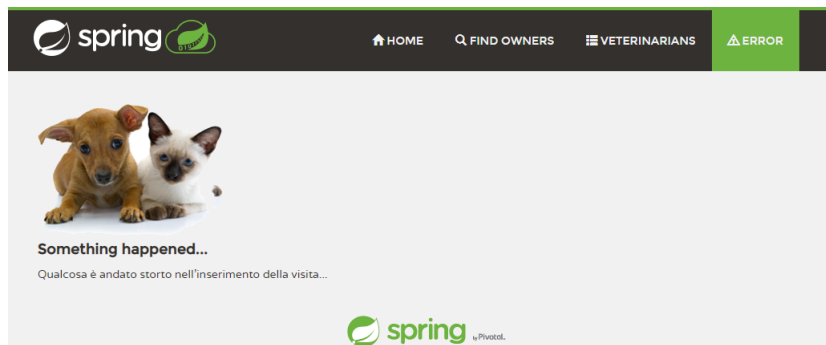 spring
HOME FIND OWNERS VETERINARIANS ERROR
Something happened...
Qualcosa è andato storto nell'inserimento della visita...
spring by Pivotal.